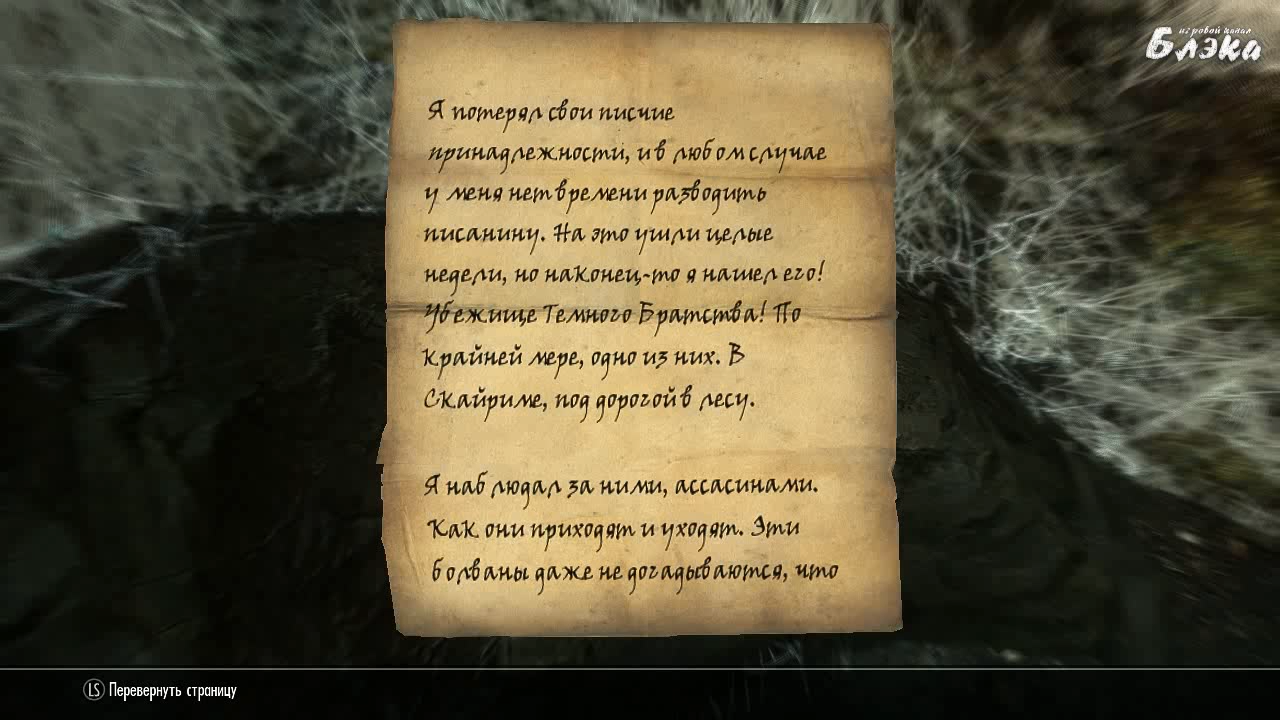 игровой канал
Блэка
Я потерял свои писчие
принадлежности, и в любом случае
у меня нет времени разводить
писанину. На это ушли целые
недели, но наконец-то я нашел его!
Убежище Темного Братства! По
крайней мере, одно из них. В
Скайриме, под дорогой в лесу.
Я наблюдал за ними, ассасинами.
Как они приходят и уходят. Эти
болваны даже не догадываются, что
LS Перевернуть страницу